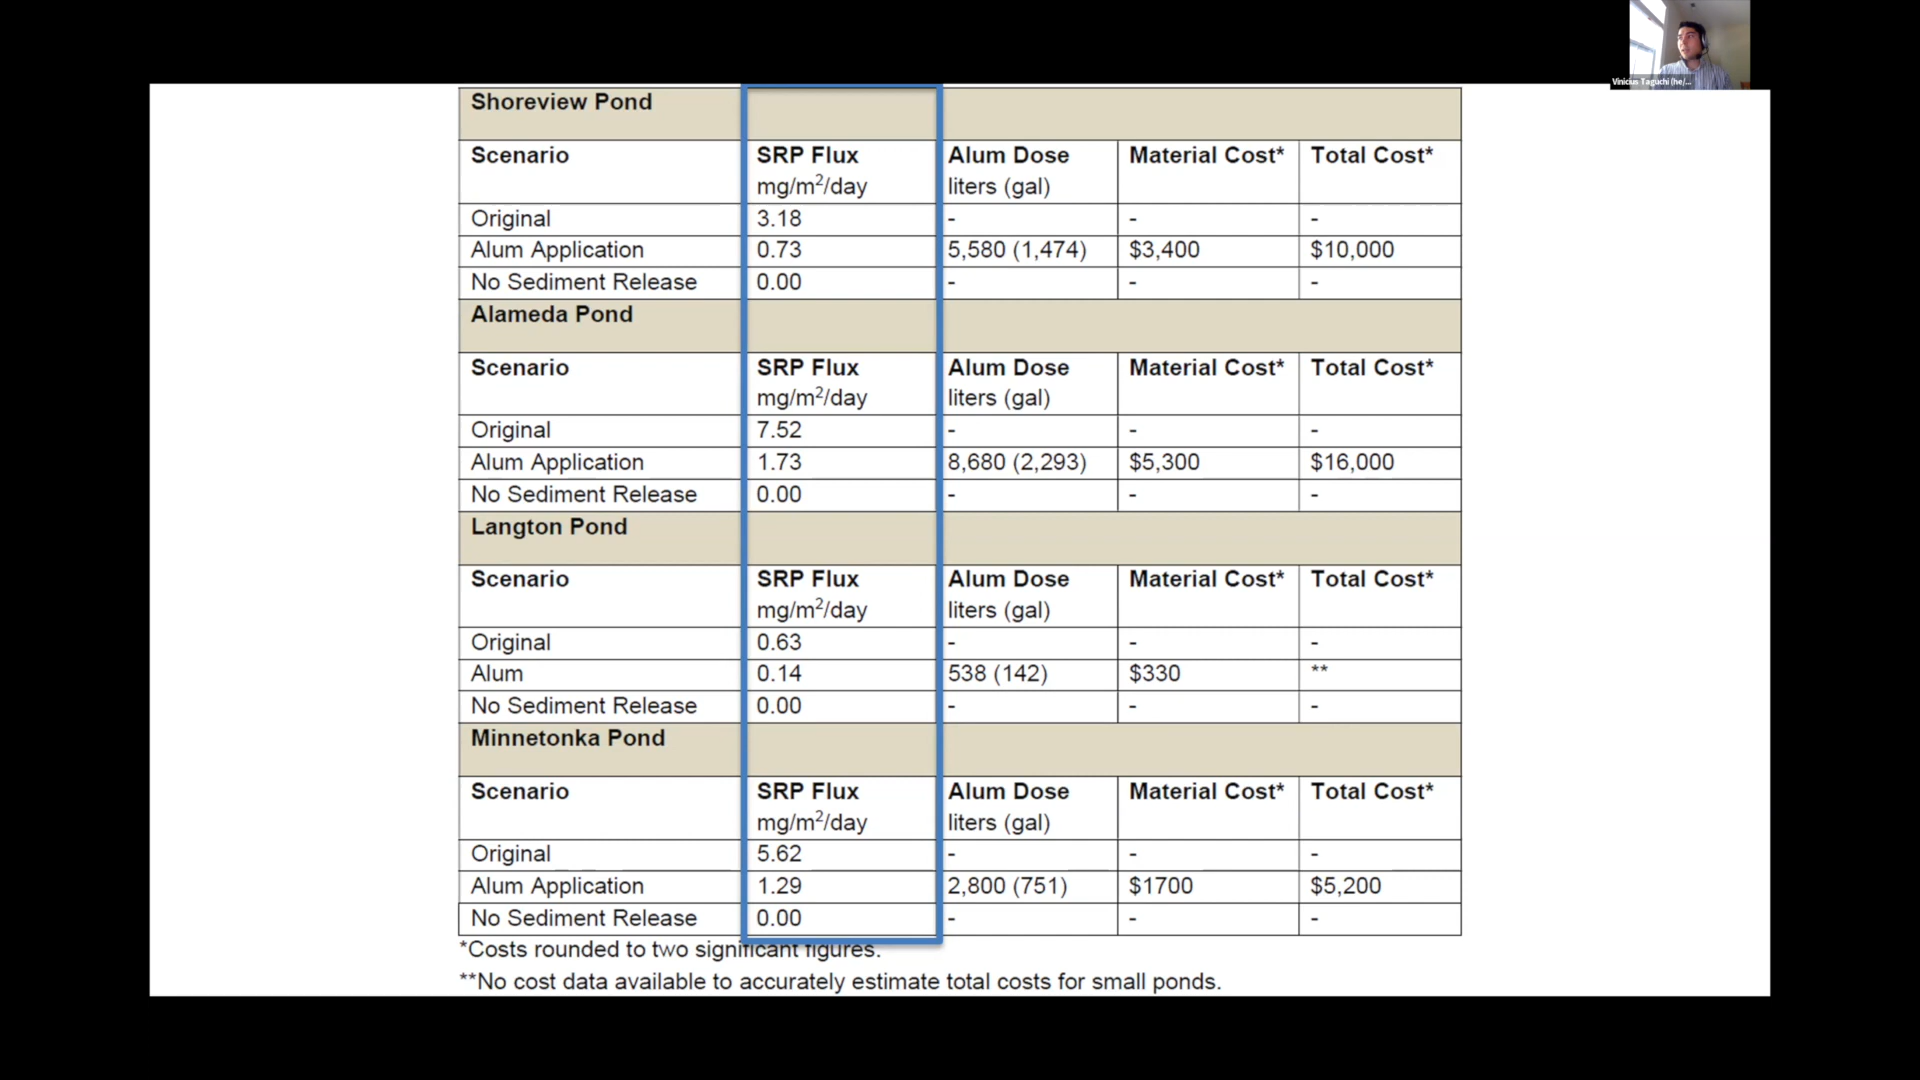 Vinicius Taguchi (he/...
Shoreview Pond
Scenario SRP Flux Alum Dose Material Cost* Total Cost*
mg/m²/day liters (gal)
Original 3.18 - - -
Alum Application 0.73 5,580 (1,474) $3,400 $10,000
No Sediment Release 0.00 - - -
Alameda Pond
Scenario SRP Flux Alum Dose Material Cost* Total Cost*
mg/m²/day liters (gal)
Original 7.52 - - -
Alum Application 1.73 8,680 (2,293) $5,300 $16,000
No Sediment Release 0.00 - - -
Langton Pond
Scenario SRP Flux Alum Dose Material Cost* Total Cost*
mg/m²/day liters (gal)
Original 0.63 - - -
Alum 0.14 538 (142) $330 **
No Sediment Release 0.00 - - -
Minnetonka Pond
Scenario SRP Flux Alum Dose Material Cost* Total Cost*
mg/m²/day liters (gal)
Original 5.62 - - -
Alum Application 1.29 2,800 (751) $1700 $5,200
No Sediment Release 0.00 - - -
*Costs rounded to two significant figures.
**No cost data available to accurately estimate total costs for small ponds.